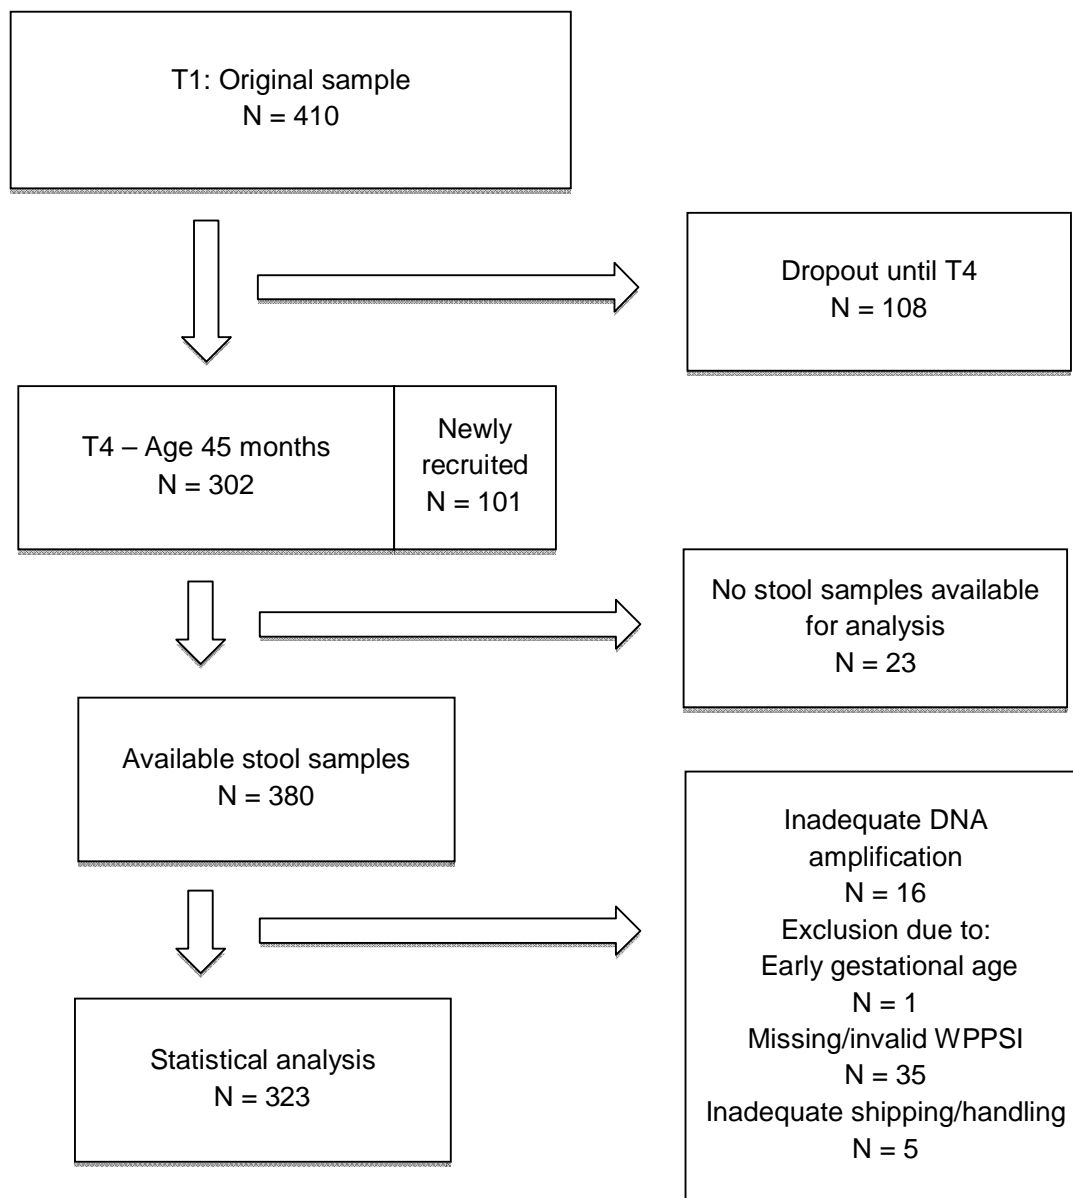 T1: Original sample
N = 410
Dropout until T4
N = 108
T4 – Age 45 months
N = 302
Newly
recruited
N = 101
No stool samples available
for analysis
N = 23
Available stool samples
N = 380
Inadequate DNA
amplification
N = 16
Exclusion due to:
Early gestational age
N = 1
Missing/invalid WPPSI
N = 35
Inadequate shipping/handling
N = 5
Statistical analysis
N = 323